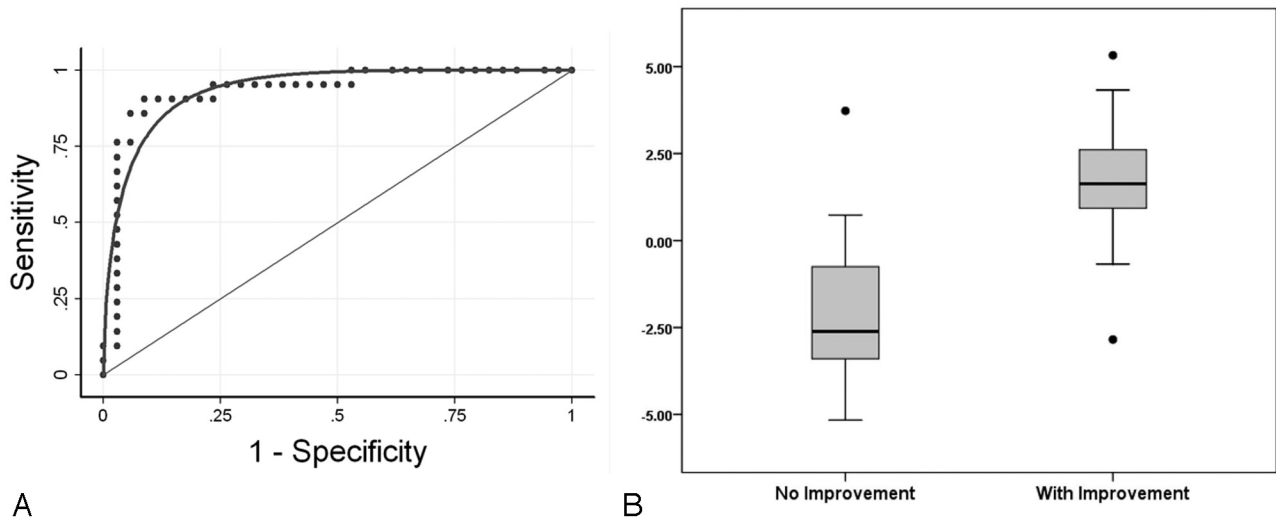 Sensitivity
1
.75
.5
.25
0
0 .25 .5 .75 1
1 - Specificity
A
5.00
2.50
0.00
-2.50
-5.00
No Improvement With Improvement
B